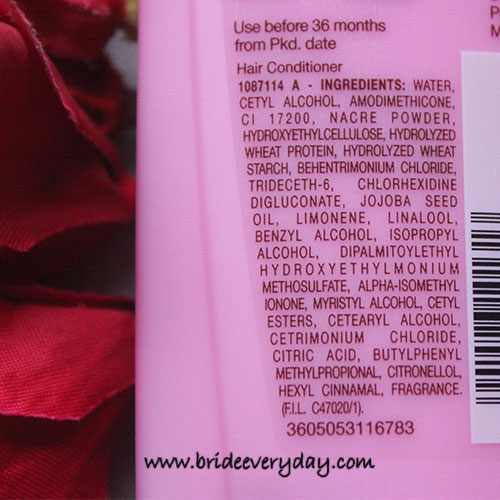 Use before 36 months
from Pkd. date
Hair Conditioner
1087114 A - INGREDIENTS: WATER,
CETYL ALCOHOL, AMODIMETHICONE,
CI 17200, NACRE POWDER,
HYDROXYETHYLCELLULOSE, HYDROLYZED
WHEAT PROTEIN, HYDROLYZED WHEAT
STARCH, BEHENTRIMONIUM CHLORIDE,
TRIDECETH-6, CHLORHEXIDINE
DIGLUCONATE, JOJOBA SEED
OIL, LIMONENE, LINALOOL,
BENZYL ALCOHOL, ISOPROPYL
ALCOHOL, DIPALMITOYLETHYL
HYDROXYETHYLMONIUM
METHOSULFATE, ALPHA-ISOMETHYL
IONONE, MYRISTYL ALCOHOL, CETYL
ESTERS, CETEARYL ALCOHOL,
CETRIMONIUM CHLORIDE,
CITRIC ACID, BUTYLPHENYL
METHYLPROPIONAL, CITRONELLOL,
HEXYL CINNAMAL, FRAGRANCE.
(F.I.L. C47020/1).
3605053116783
www.brideeveryday.com